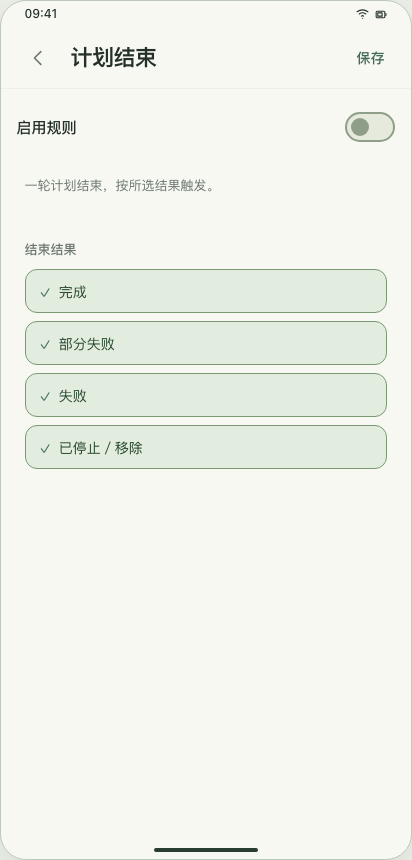 09:41
计划结束
保存
启用规则
一轮计划结束，按所选结果触发。
结束结果
完成
部分失败
失败
已停止 / 移除